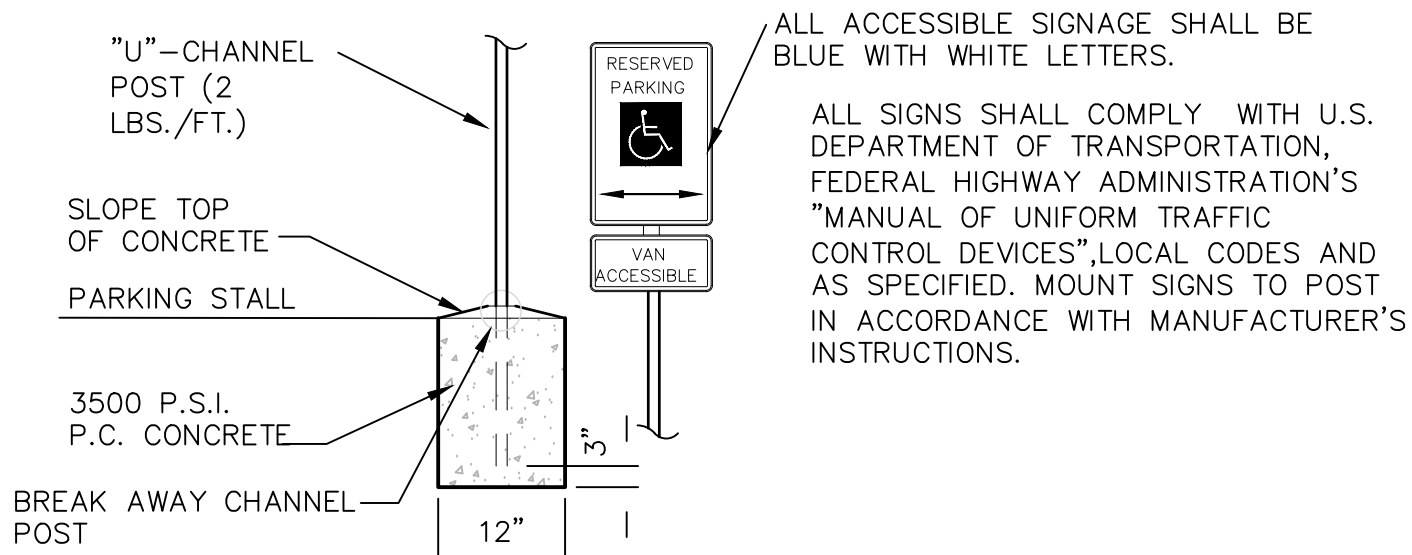 "U"-CHANNEL
POST (2
LBS./FT.)
SLOPE TOP
OF CONCRETE
PARKING STALL
3500 P.S.I.
P.C. CONCRETE
BREAK AWAY CHANNEL
POST
12"
3"
RESERVED
PARKING
VAN
ACCESSIBLE
ALL ACCESSIBLE SIGNAGE SHALL BE
BLUE WITH WHITE LETTERS.
ALL SIGNS SHALL COMPLY WITH U.S.
DEPARTMENT OF TRANSPORTATION,
FEDERAL HIGHWAY ADMINISTRATION'S
"MANUAL OF UNIFORM TRAFFIC
CONTROL DEVICES",LOCAL CODES AND
AS SPECIFIED. MOUNT SIGNS TO POST
IN ACCORDANCE WITH MANUFACTURER'S
INSTRUCTIONS.